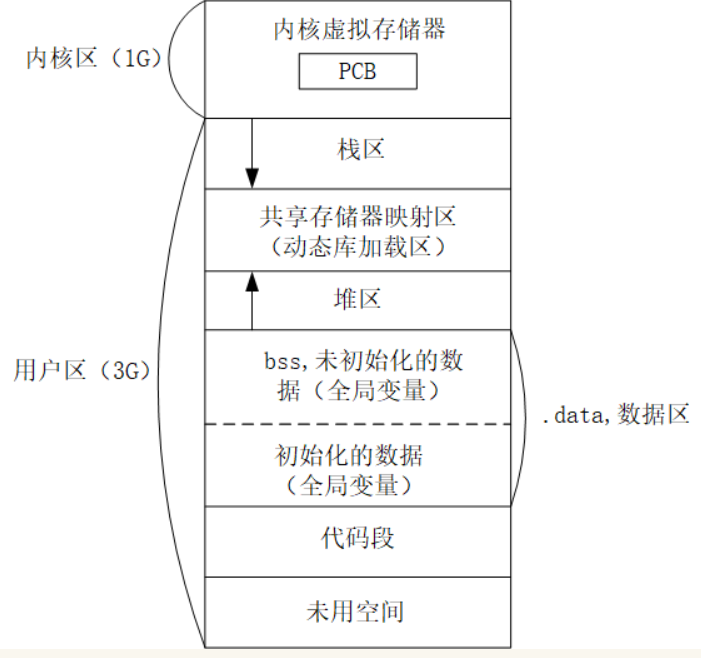 内核虚拟存储器
内核区（1G）
PCB
栈区
共享存储器映射区
（动态库加载区）
堆区
用户区（3G）
bss,未初始化的数
据（全局变量）
.data,数据区
初始化的数据
（全局变量）
代码段
未用空间